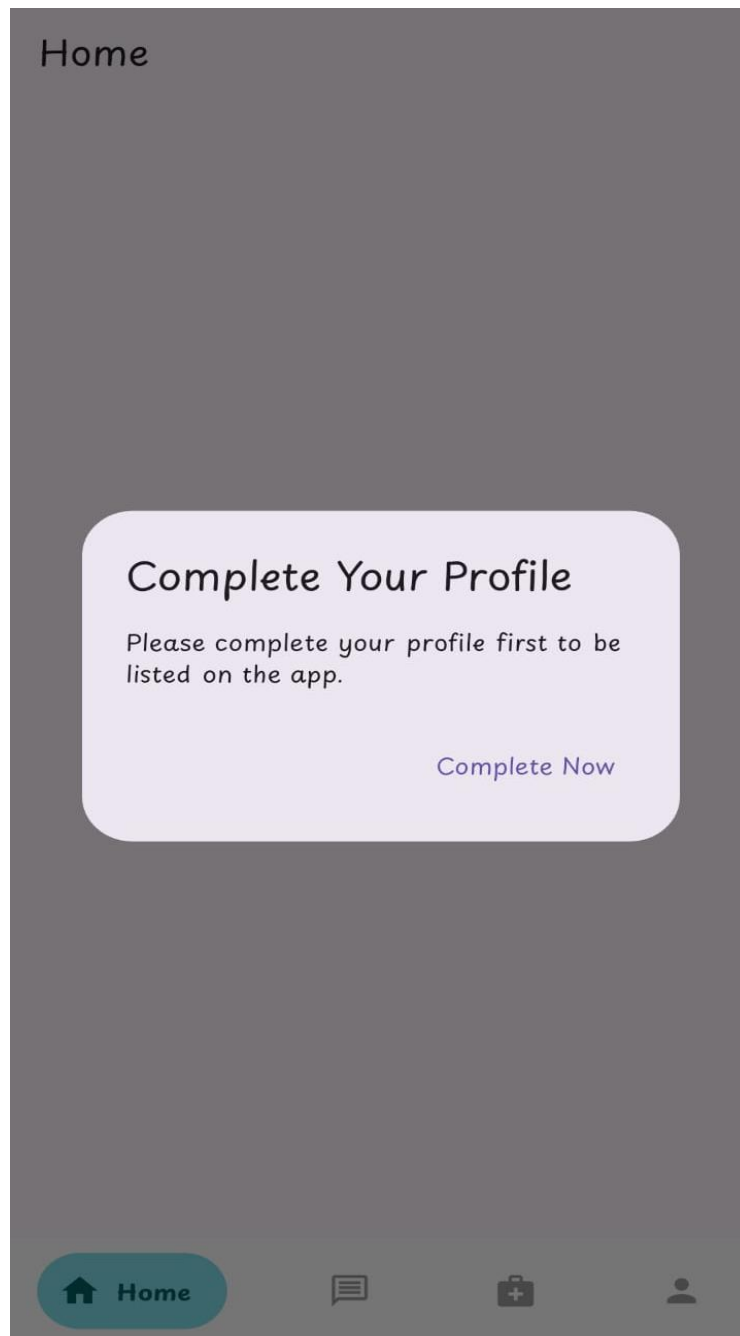 Home
Complete Your Profile
Please complete your profile first to be
listed on the app.
Complete Now
Home